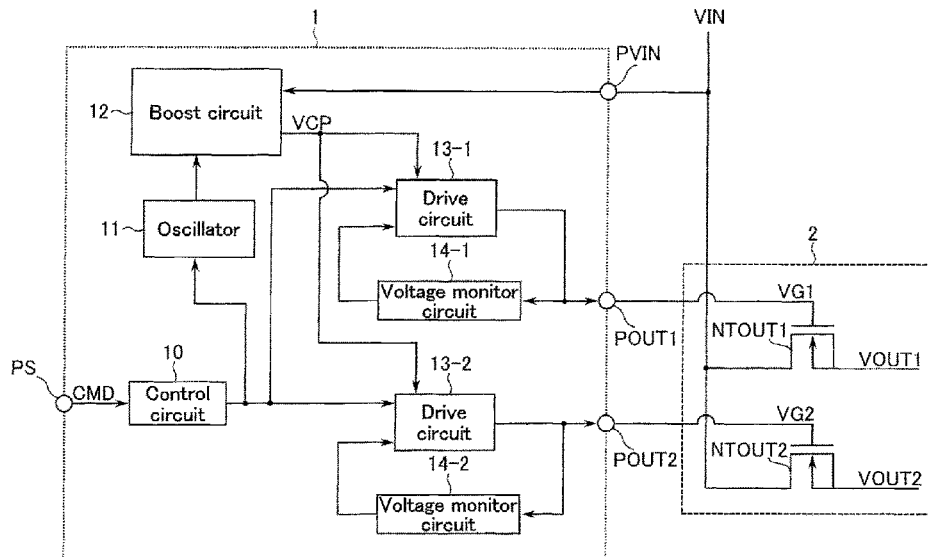 1
VIN
PVIN
12
Boost circuit
VCP
13-1
Drive
circuit
11
Oscillator
14-1
Voltage monitor
circuit
2
VG1
NTOUT1
POUT1
VOUT1
PS
CMD
10
Control
circuit
13-2
Drive
circuit
VG2
POUT2
NTOUT2
14-2
VOUT2
Voltage monitor
circuit